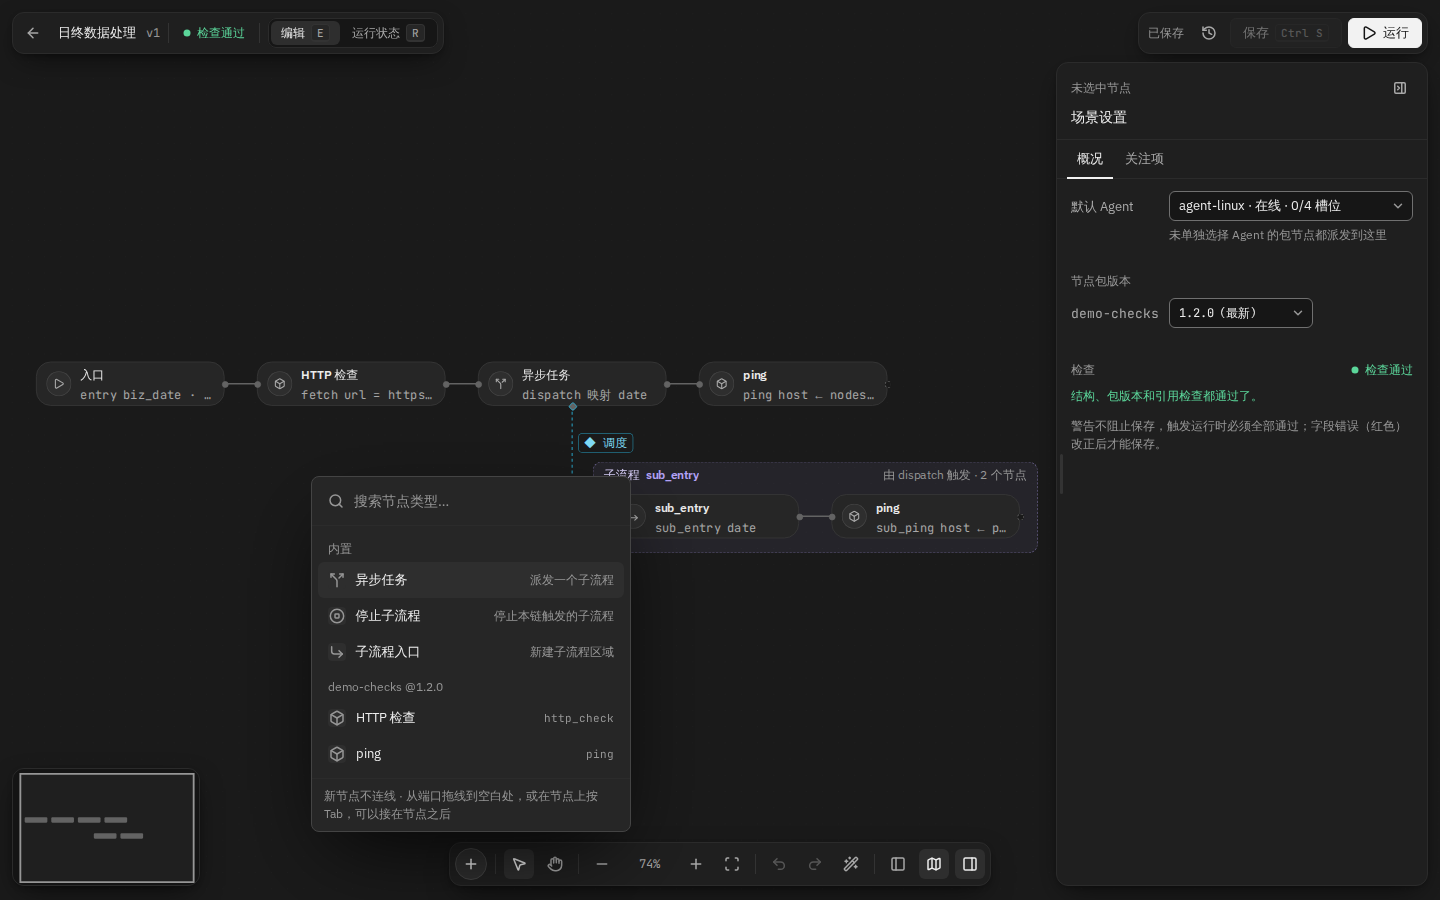 日终数据处理 v1 检查通过 编辑 E 运行状态 R
已保存 保存 Ctrl S 运行
未选中节点
场景设置
概况 关注项
默认 Agent agent-linux · 在线 · 0/4 槽位
未单独选择 Agent 的包节点都派发到这里
节点包版本
demo-checks 1.2.0 (最新)
检查 检查通过
结构、包版本和引用检查都通过了。
警告不阻止保存，触发运行时必须全部通过；字段错误（红色）
改正后才能保存。
入口
entry biz_date · …
HTTP 检查
fetch url = https…
异步任务
dispatch 映射 date
ping
ping host ← nodes…
调度
子流程 sub_entry 由 dispatch 触发 · 2 个节点
sub_entry
sub_entry date
ping
sub_ping host ← p…
搜索节点类型...
内置
异步任务 派发一个子流程
停止子流程 停止本链触发的子流程
子流程入口 新建子流程区域
demo-checks @1.2.0
HTTP 检查 http_check
ping ping
新节点不连线 · 从端口拖线到空白处，或在节点上按
Tab，可以接在节点之后
74%